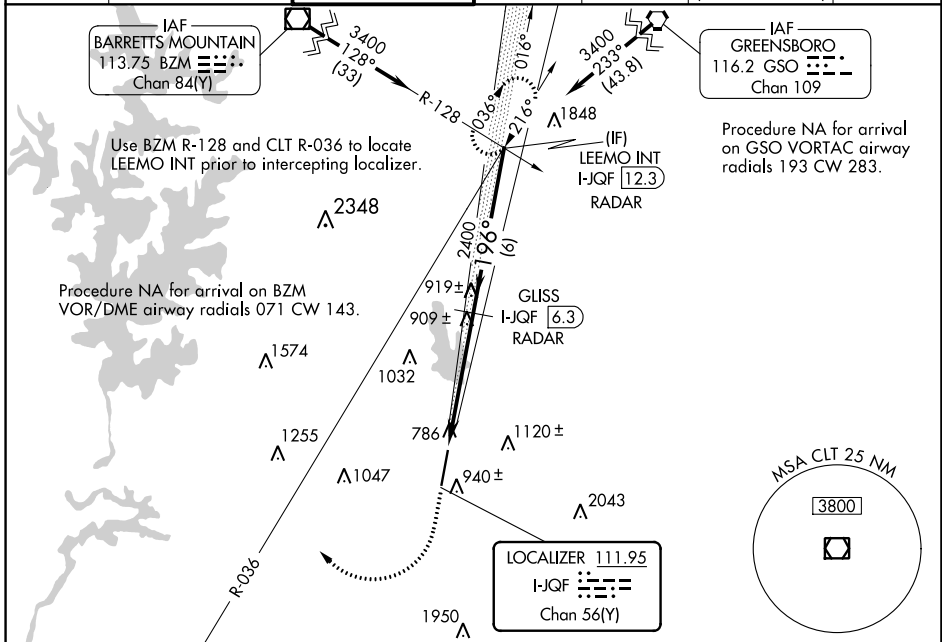 IAF
BARRETTS MOUNTAIN
113.75 BZM
Chan 84(Y)
3400
128°
(33)
R-128
036°
216°
016°
3400
233°
(43.8)
IAF
GREENSBORO
116.2 GSO
Chan 109
1848
(IF)
LEEMO INT
I-JQF 12.3
RADAR
Use BZM R-128 and CLT R-036 to locate
LEEMO INT prior to intercepting localizer.
Procedure NA for arrival
on GSO VORTAC airway
radials 193 CW 283.
2348
2400
196°
(6)
Procedure NA for arrival on BZM
VOR/DME airway radials 071 CW 143.
919±
909±
GLISS
I-JQF 6.3
RADAR
1574
1032
786
1120±
1255
1047
940±
2043
MSA CLT 25 NM
3800
LOCALIZER 111.95
I-JQF
Chan 56(Y)
R-036
1950